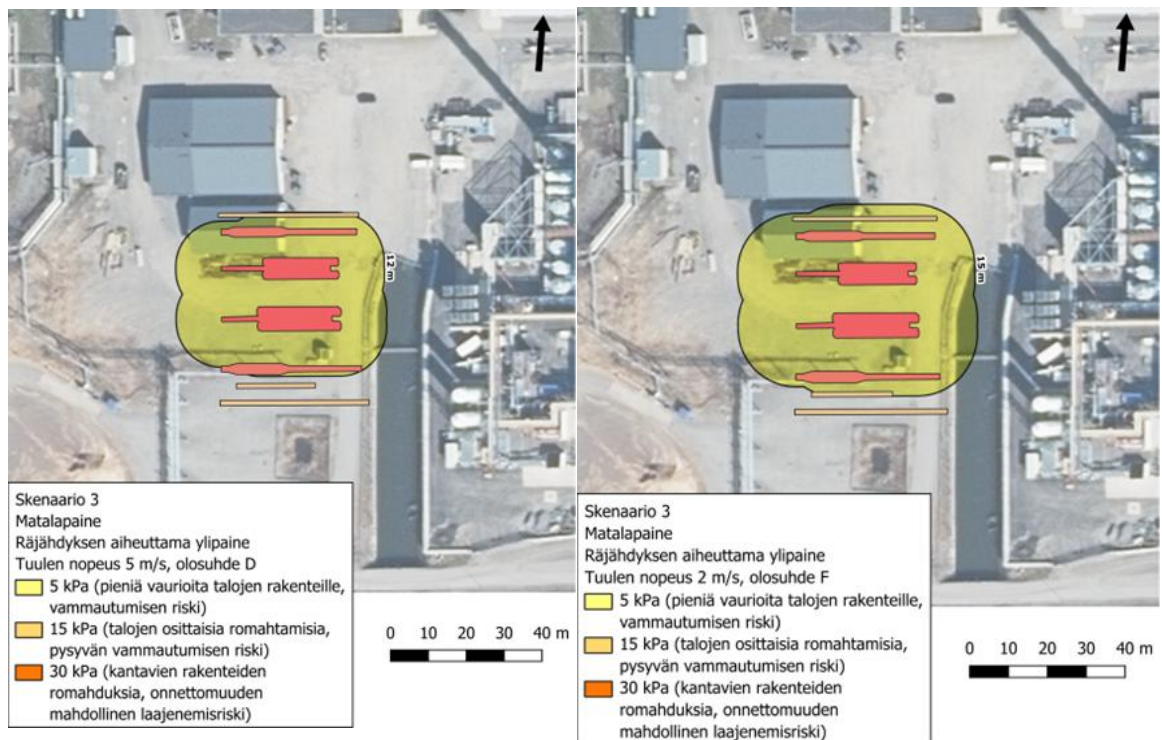 12 m
Skenaario 3
Matalapaine
Räjähdyksen aiheuttama ylipaine
Tuulen nopeus 5 m/s, olosuhde D
5 kPa (pieniä vaurioita talojen rakenteille,
vammautumisen riski)
15 kPa (talojen osittaisia romahtamisia,
pysyvän vammautumisen riski)
30 kPa (kantavien rakenteiden
romahduksia, onnettomuuden
mahdollinen laajenemisriski)
0 10 20 30 40 m
15 m
Skenaario 3
Matalapaine
Räjähdyksen aiheuttama ylipaine
Tuulen nopeus 2 m/s, olosuhde F
5 kPa (pieniä vaurioita talojen rakenteille,
vammautumisen riski)
15 kPa (talojen osittaisia romahtamisia,
pysyvän vammautumisen riski)
30 kPa (kantavien rakenteiden
romahduksia, onnettomuuden
mahdollinen laajenemisriski)
0 10 20 30 40 m